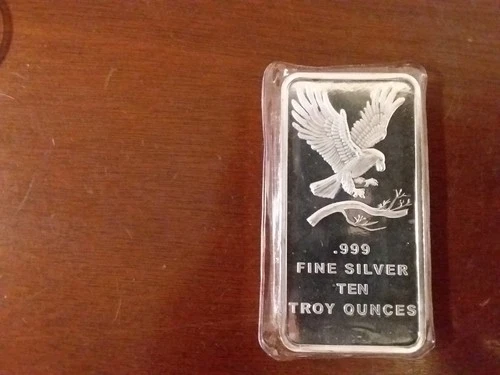 .999
FINE SILVER
TEN
TROY OUNCES